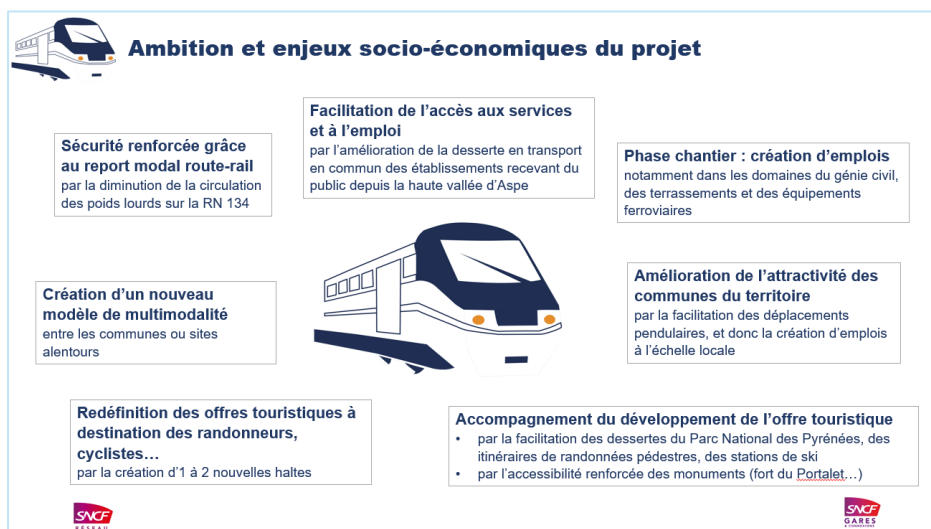 Ambition et enjeux socio-économiques du projet
Facilitation de l'accès aux services
et à l'emploi
par l'amélioration de la desserte en transport
en commun des établissements recevant du
public depuis la haute vallée d'Aspe
Sécurité renforcée grâce
au report modal route-rail
par la diminution de la circulation
des poids lourds sur la RN 134
Phase chantier : création d'emplois
notamment dans les domaines du génie civil,
des terrassements et des équipements
ferroviaires
Création d'un nouveau
modèle de multimodalité
entre les communes ou sites
alentours
Amélioration de l'attractivité des
communes du territoire
par la facilitation des déplacements
pendulaires, et donc la création d'emplois
à l'échelle locale
Redéfinition des offres touristiques à
destination des randonneurs,
cyclistes…
par la création d'1 à 2 nouvelles haltes
Accompagnement du développement de l'offre touristique
• par la facilitation des dessertes du Parc National des Pyrénées, des
itinéraires de randonnées pédestres, des stations de ski
• par l'accessibilité renforcée des monuments (fort du Portalet…)
SNCF
RÉSEAU
SNCF
GARES
& CONNEXIONS